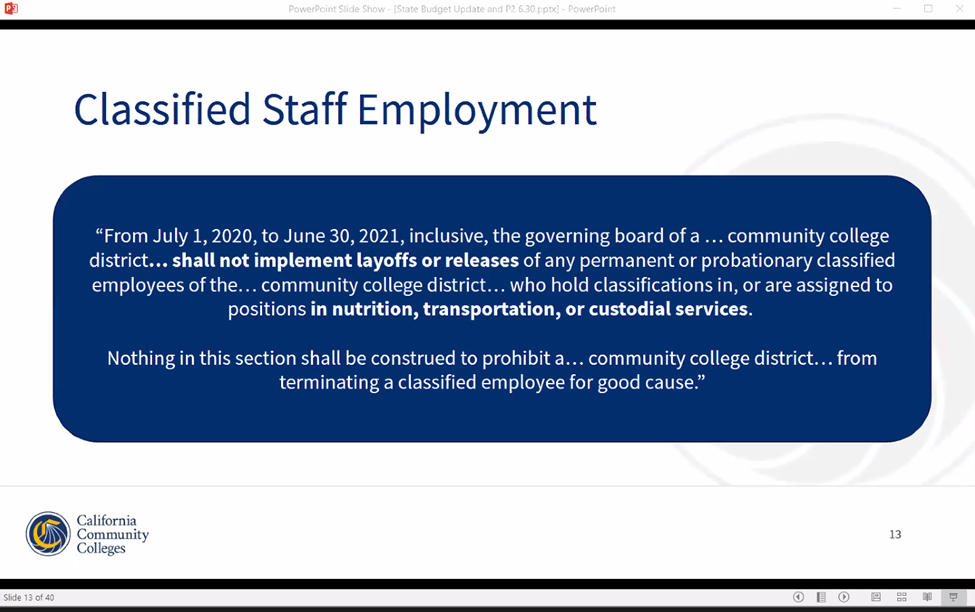 PowerPoint Slide Show - [State Budget Update and P2 6.30.pptx] - PowerPoint
Classified Staff Employment
“From July 1, 2020, to June 30, 2021, inclusive, the governing board of a … community college
district… shall not implement layoffs or releases of any permanent or probationary classified
employees of the… community college district… who hold classifications in, or are assigned to
positions in nutrition, transportation, or custodial services.
Nothing in this section shall be construed to prohibit a… community college district… from
terminating a classified employee for good cause.”
California
Community
Colleges
13
Slide 13 of 40